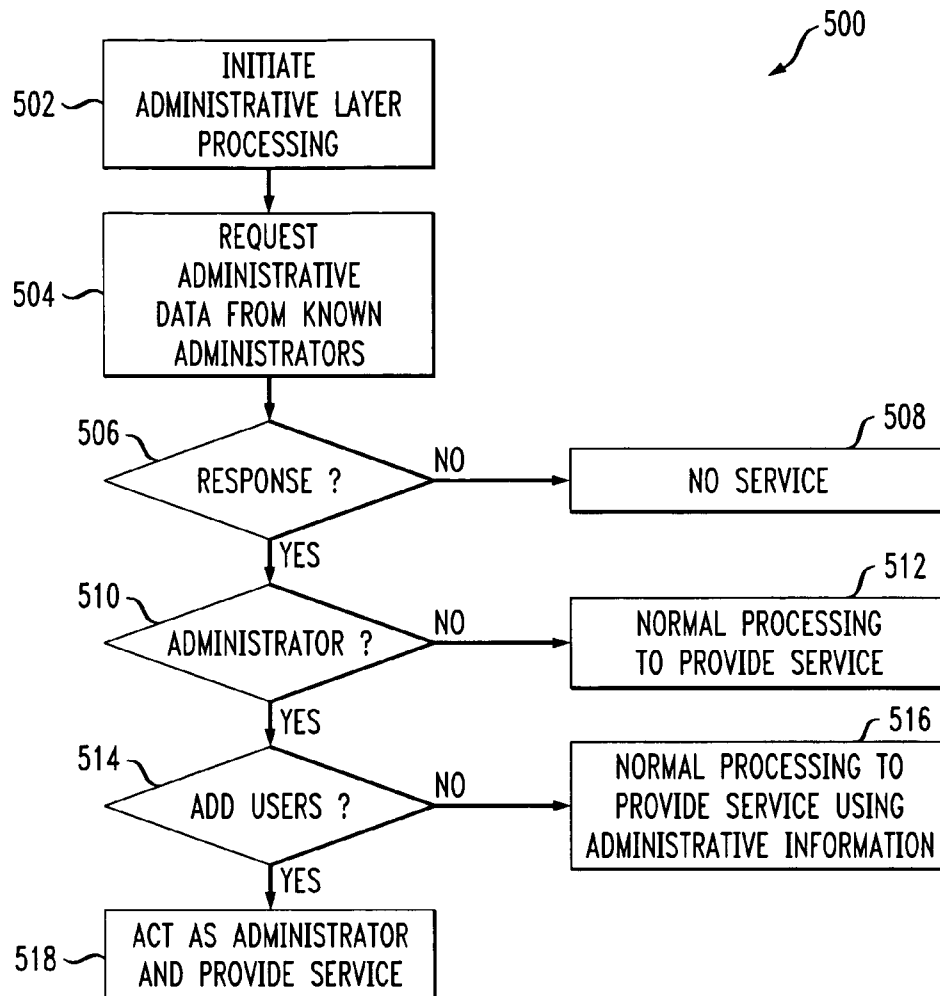 500
502
INITIATE
ADMINISTRATIVE LAYER
PROCESSING
504
REQUEST
ADMINISTRATIVE
DATA FROM KNOWN
ADMINISTRATORS
506
RESPONSE ?
NO
508
NO SERVICE
YES
510
ADMINISTRATOR ?
NO
512
NORMAL PROCESSING
TO PROVIDE SERVICE
YES
514
ADD USERS ?
NO
516
NORMAL PROCESSING TO
PROVIDE SERVICE USING
ADMINISTRATIVE INFORMATION
YES
518
ACT AS ADMINISTRATOR
AND PROVIDE SERVICE